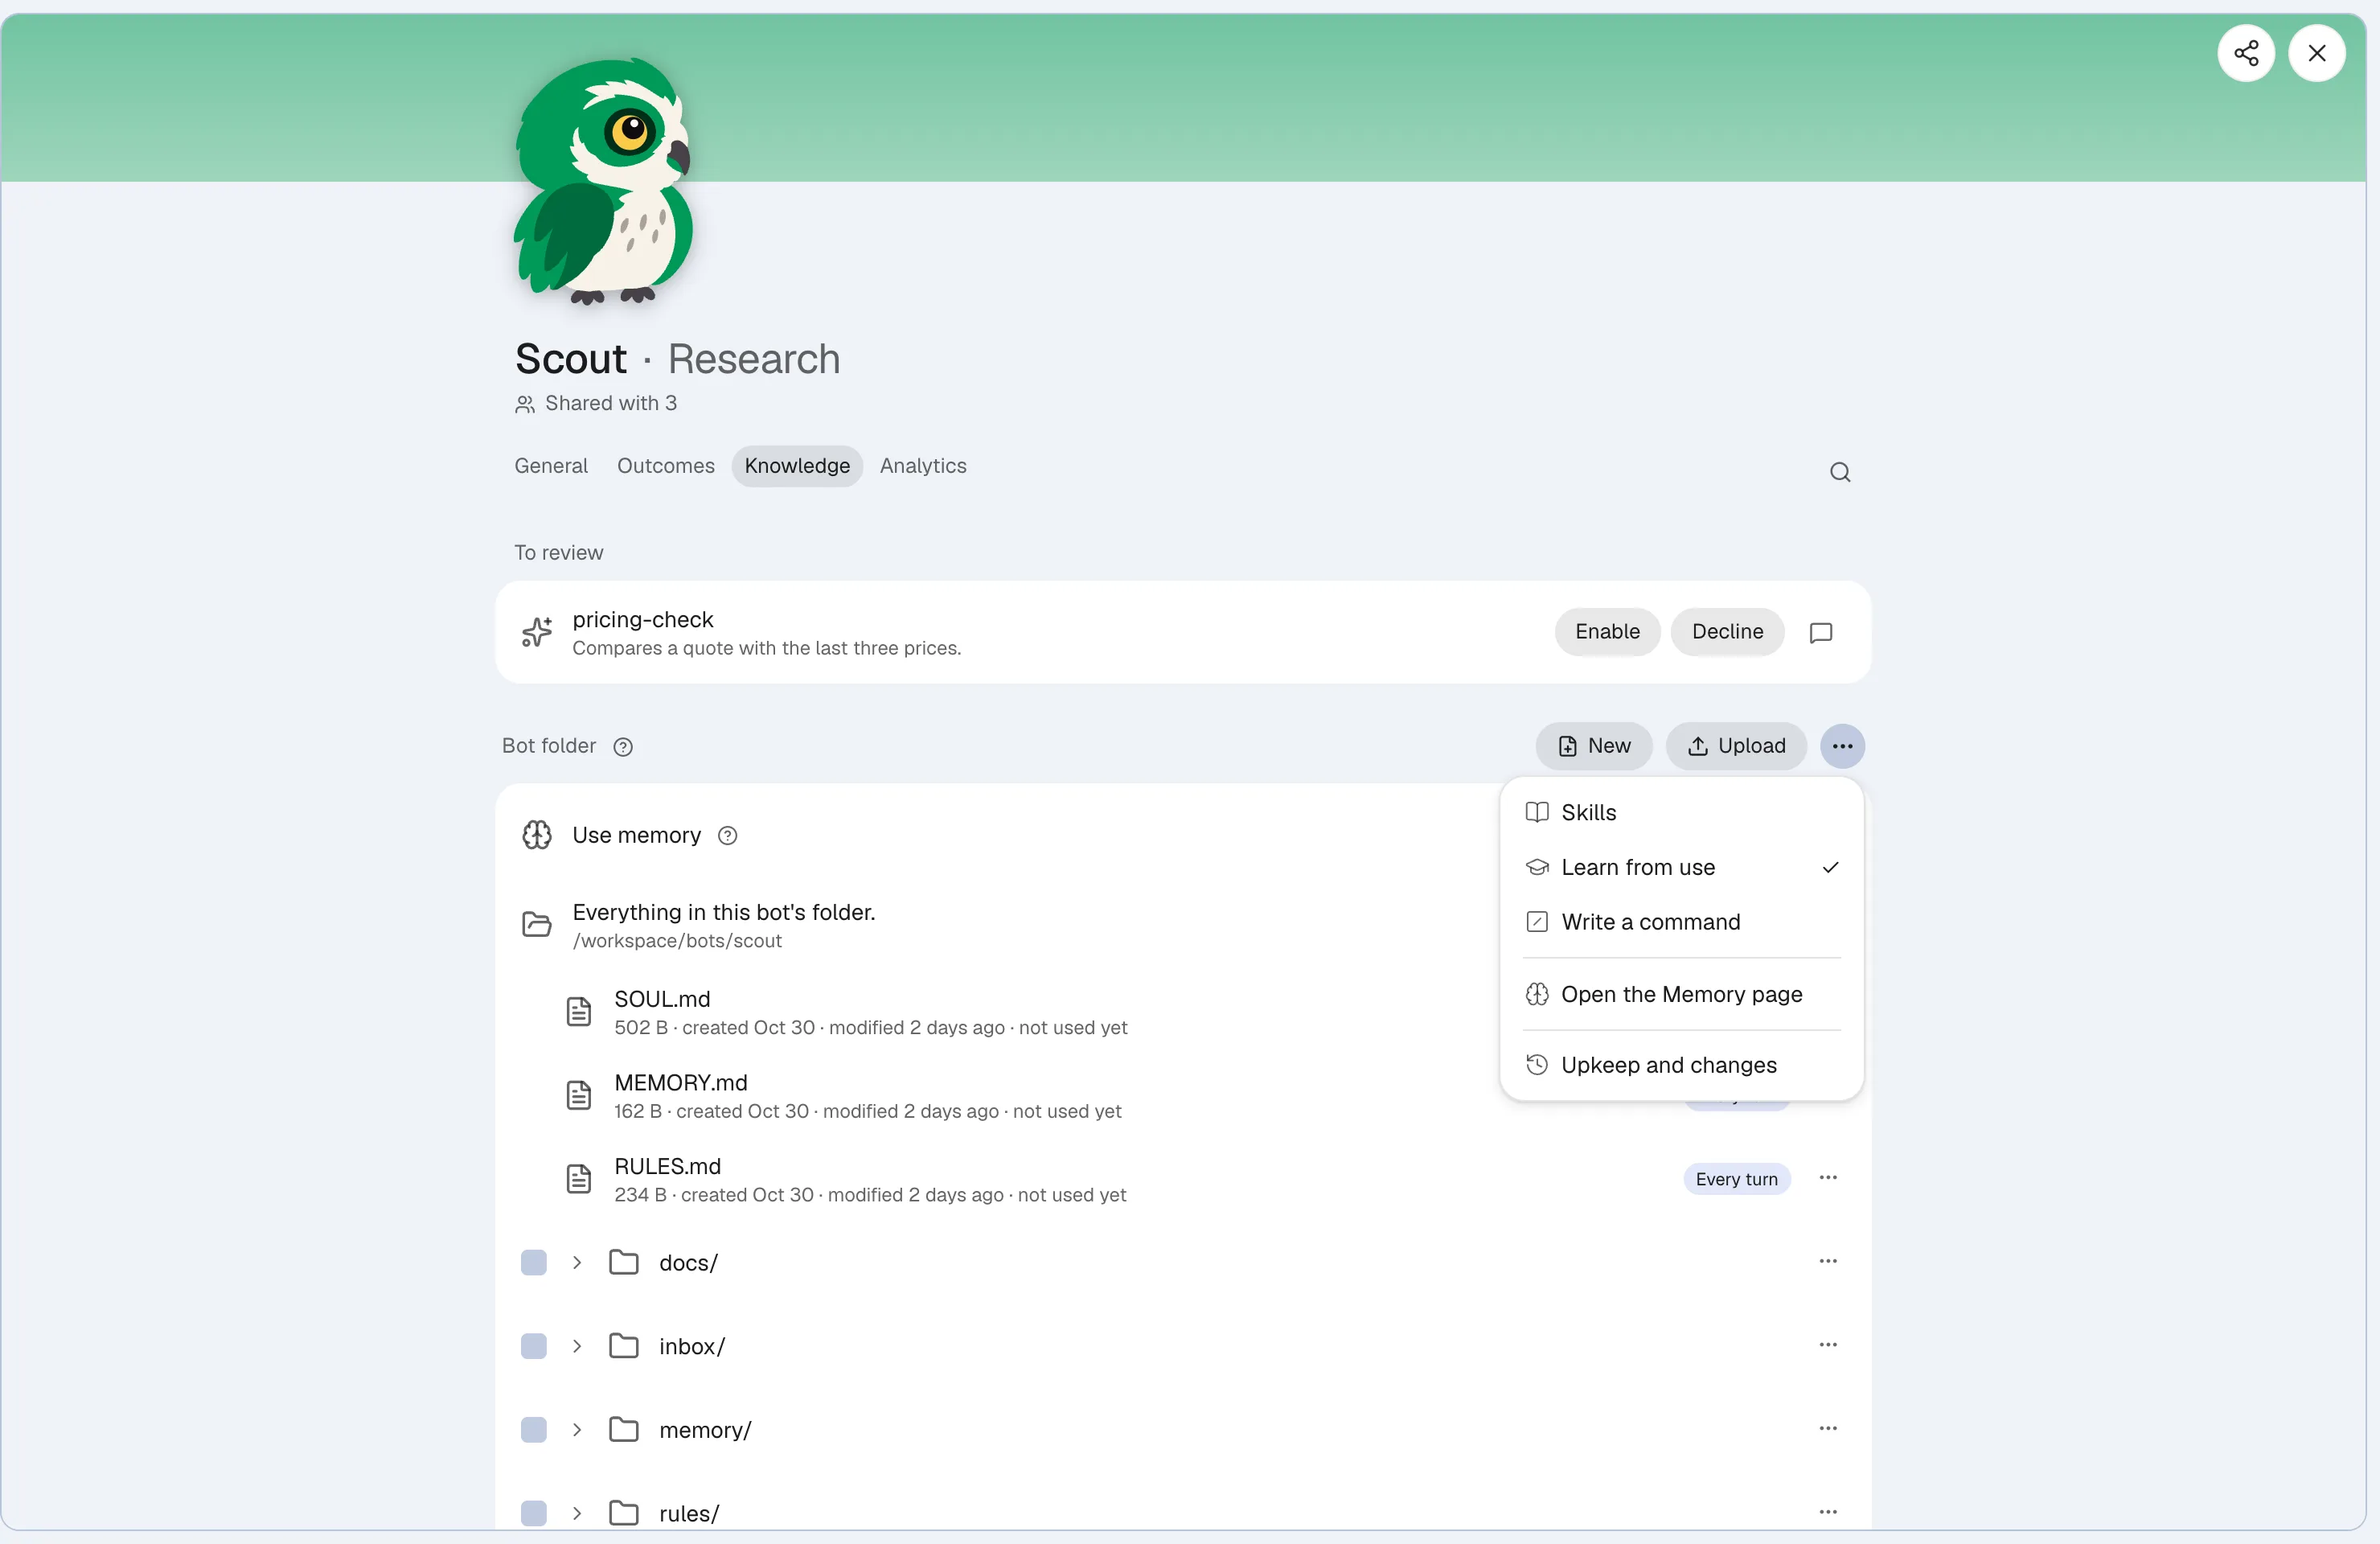 Scout · Research
Shared with 3
General Outcomes Knowledge Analytics
To review
pricing-check
Compares a quote with the last three prices.
Enable Decline
Bot folder
New Upload
Skills
Learn from use
Write a command
Open the Memory page
Upkeep and changes
Use memory
Everything in this bot's folder.
/workspace/bots/scout
SOUL.md
502 B · created Oct 30 · modified 2 days ago · not used yet
MEMORY.md
162 B · created Oct 30 · modified 2 days ago · not used yet
RULES.md
234 B · created Oct 30 · modified 2 days ago · not used yet
Every turn
docs/
inbox/
memory/
rules/